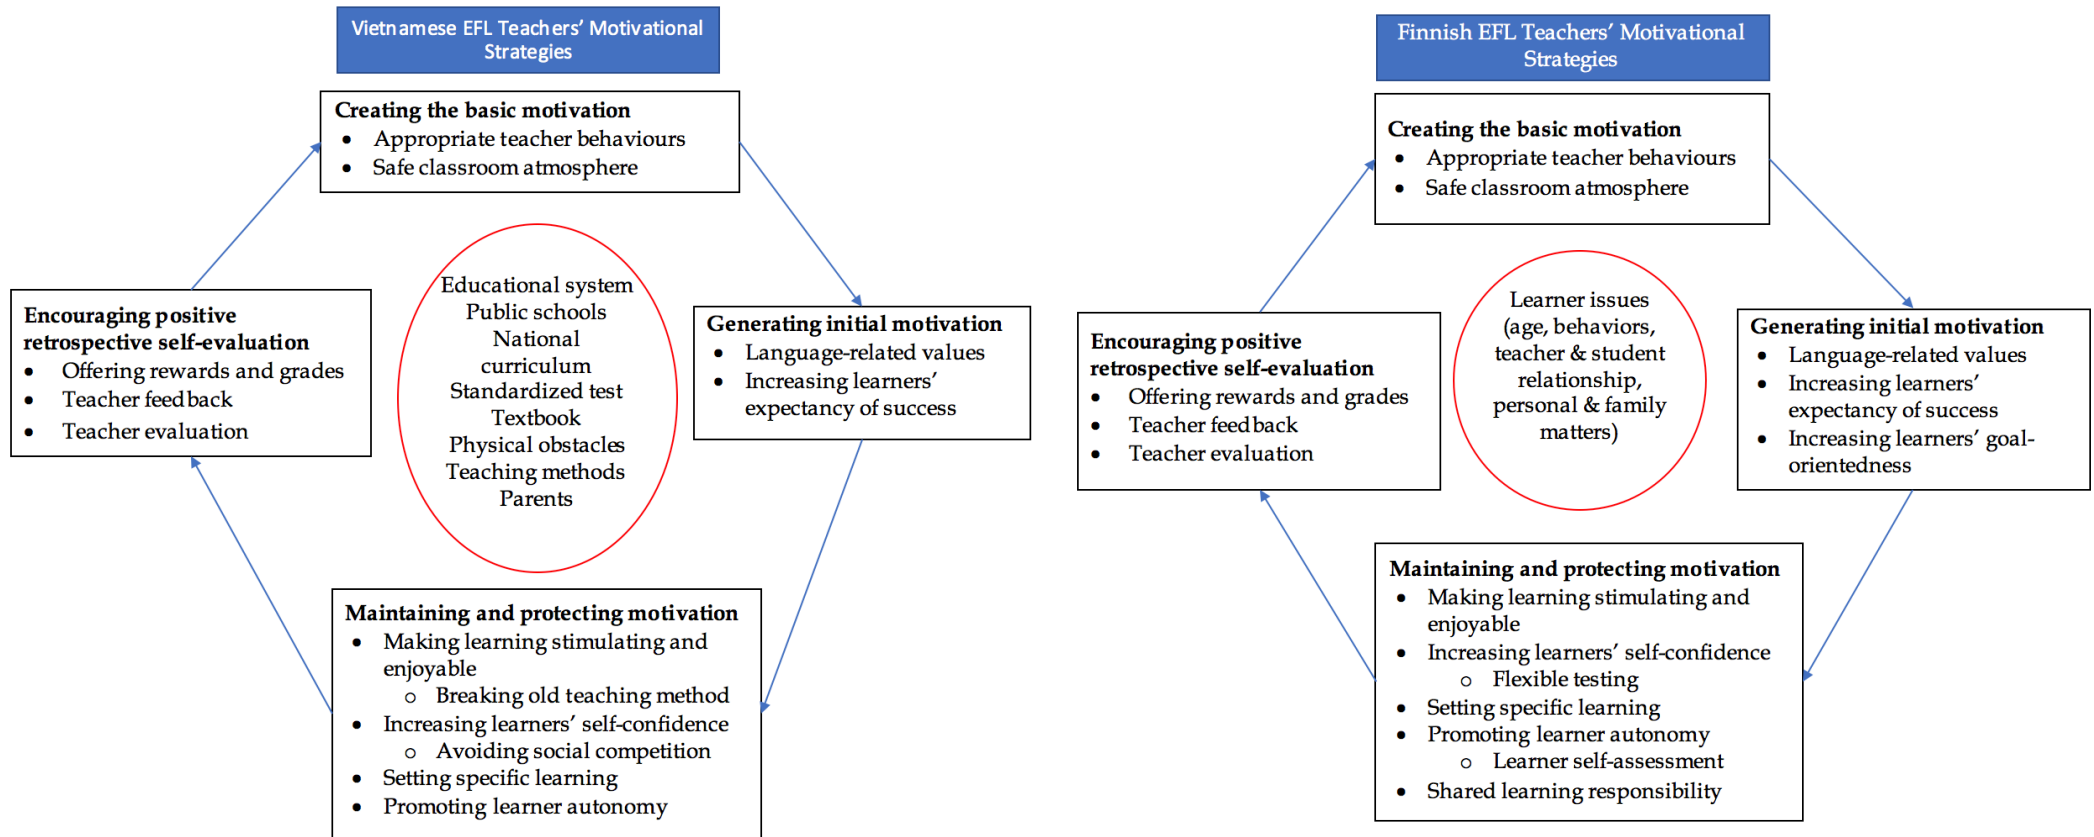 Vietnamese EFL Teachers’ Motivational
Strategies
Creating the basic motivation
• Appropriate teacher behaviours
• Safe classroom atmosphere
Educational system
Public schools
National
curriculum
Standardized test
Textbook
Physical obstacles
Teaching methods
Parents
Encouraging positive
retrospective self-evaluation
• Offering rewards and grades
• Teacher feedback
• Teacher evaluation
Generating initial motivation
• Language-related values
• Increasing learners’
expectancy of success
Maintaining and protecting motivation
• Making learning stimulating and
enjoyable
o Breaking old teaching method
• Increasing learners’ self-confidence
o Avoiding social competition
• Setting specific learning
• Promoting learner autonomy
Finnish EFL Teachers’ Motivational
Strategies
Creating the basic motivation
• Appropriate teacher behaviours
• Safe classroom atmosphere
Learner issues
(age, behaviors,
teacher & student
relationship,
personal & family
matters)
Encouraging positive
retrospective self-evaluation
• Offering rewards and grades
• Teacher feedback
• Teacher evaluation
Generating initial motivation
• Language-related values
• Increasing learners’
expectancy of success
• Increasing learners’ goal-
orientedness
Maintaining and protecting motivation
• Making learning stimulating and
enjoyable
• Increasing learners’ self-confidence
o Flexible testing
• Setting specific learning
• Promoting learner autonomy
o Learner self-assessment
• Shared learning responsibility